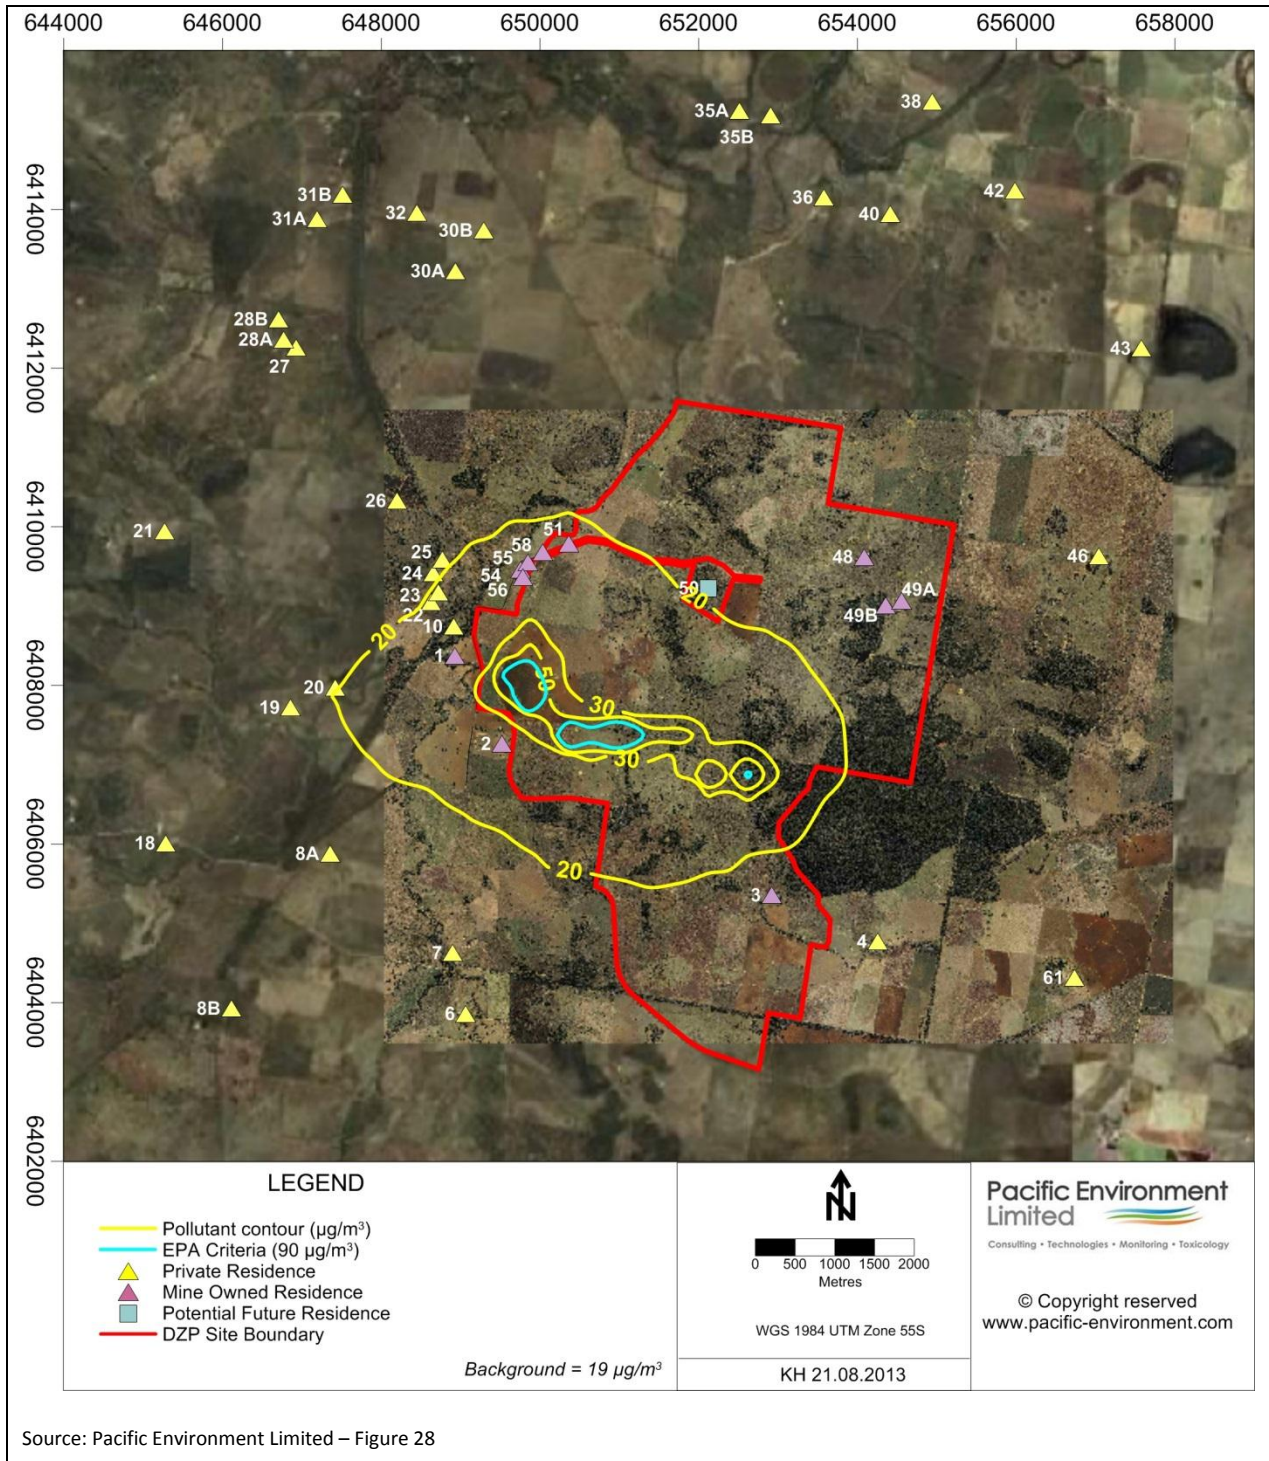 644000 646000 648000 650000 652000 654000 656000 658000
6414000
6412000
6410000
6408000
6406000
6404000
6402000
35A
35B
38
31B
31A
32
30B
30A
36
40
42
28B
28A
27
43
26
21
51
58
55
54
56
25
24
23
22
10
1
48
46
59
49A
49B
20
20
20
19
50
30
30
2
18
8A
20
3
4
7
61
8B
6
LEGEND
Pollutant contour (µg/m³)
EPA Criteria (90 µg/m³)
Private Residence
Mine Owned Residence
Potential Future Residence
DZP Site Boundary
Background = 19 µg/m³
N
0 500 1000 1500 2000
Metres
WGS 1984 UTM Zone 55S
KH 21.08.2013
Pacific Environment
Limited
Consulting • Technologies • Monitoring • Toxicology
© Copyright reserved
www.pacific-environment.com
Source: Pacific Environment Limited – Figure 28